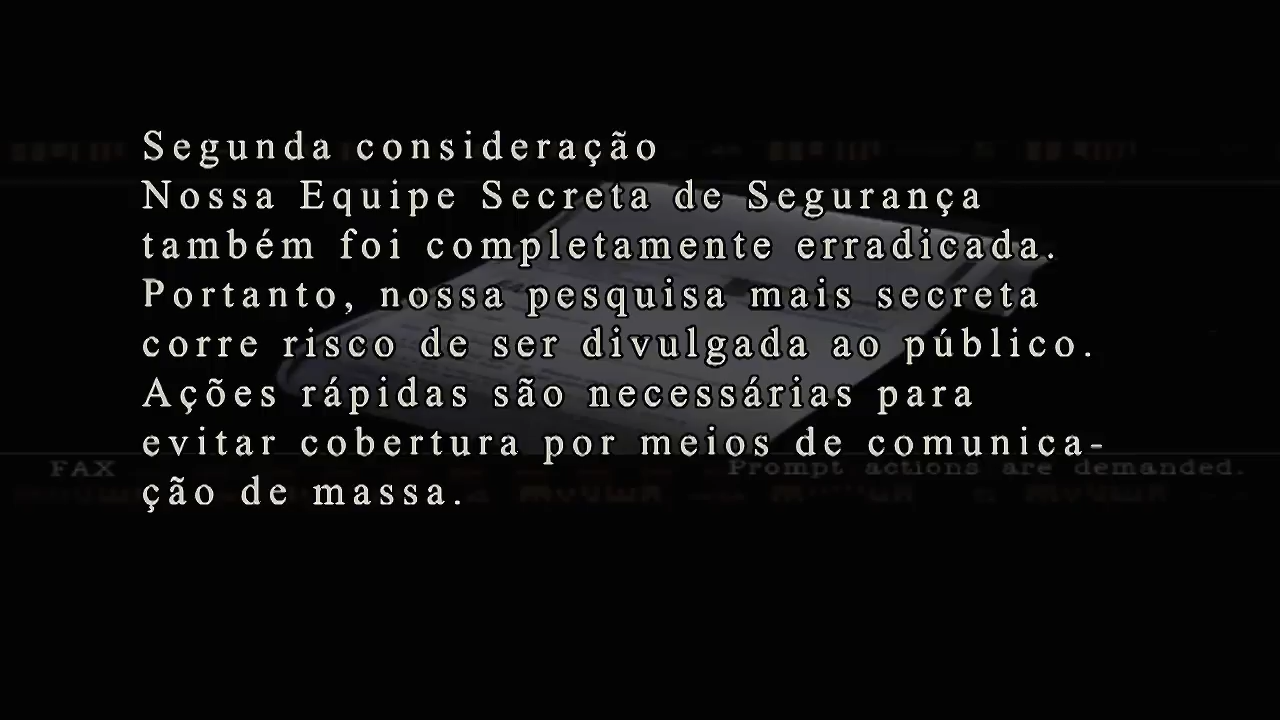 Segunda consideração
Nossa Equipe Secreta de Segurança
também foi completamente erradicada.
Portanto, nossa pesquisa mais secreta
corre risco de ser divulgada ao público.
Ações rápidas são necessárias para
evitar cobertura por meios de comunica-
FAX Prompt actions are demanded.
ção de massa.